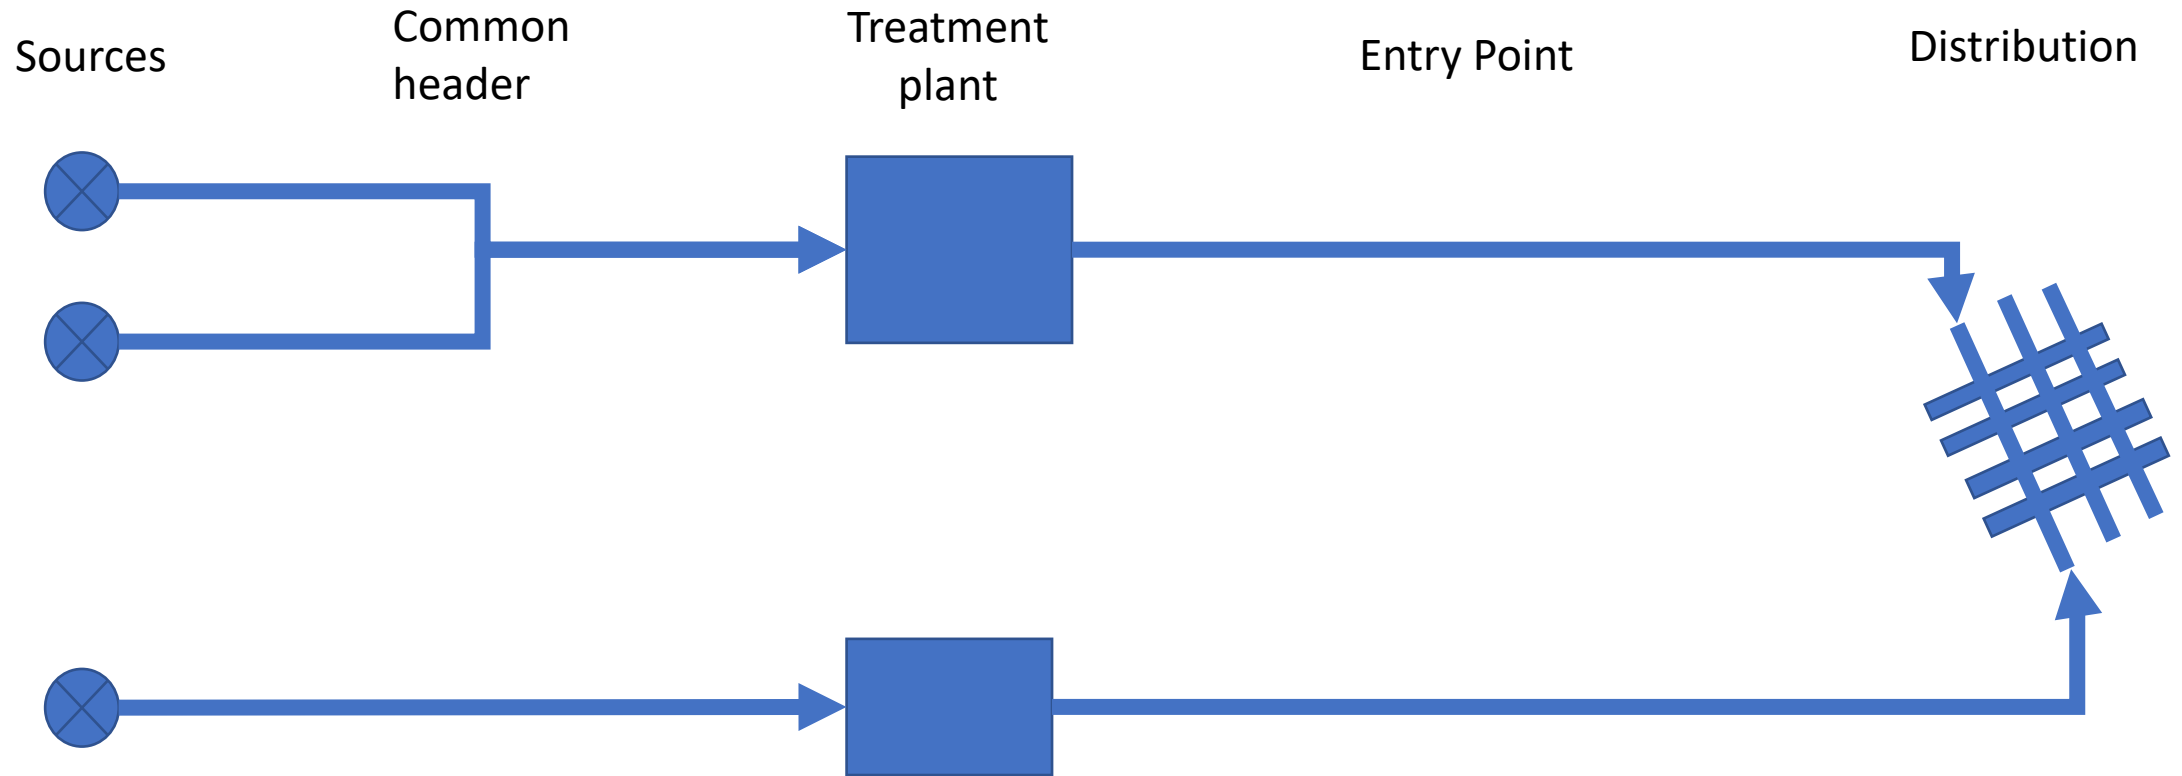 Sources
Common
header
Treatment
plant
Entry Point
Distribution